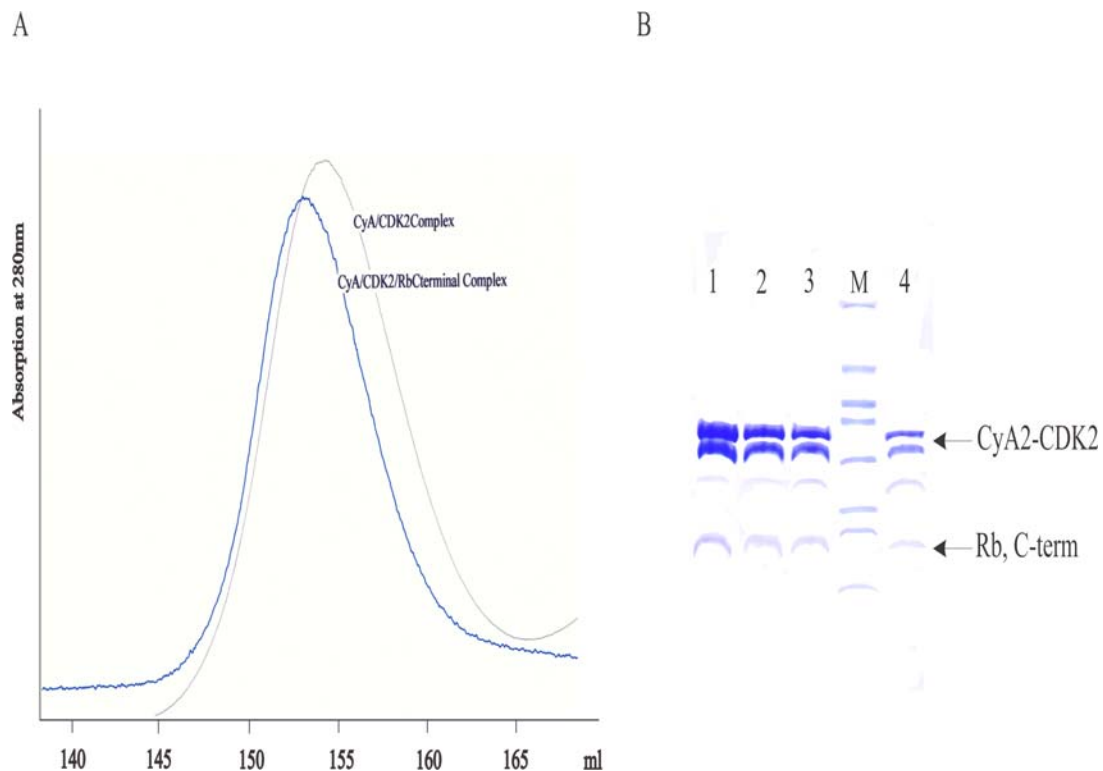 A
B
Absorption at 280nm
CyA/CDK2Complex
CyA/CDK2/RbCterminal Complex
140 145 150 155 160 165 ml
1 2 3 M 4
CyA2-CDK2
Rb, C-term